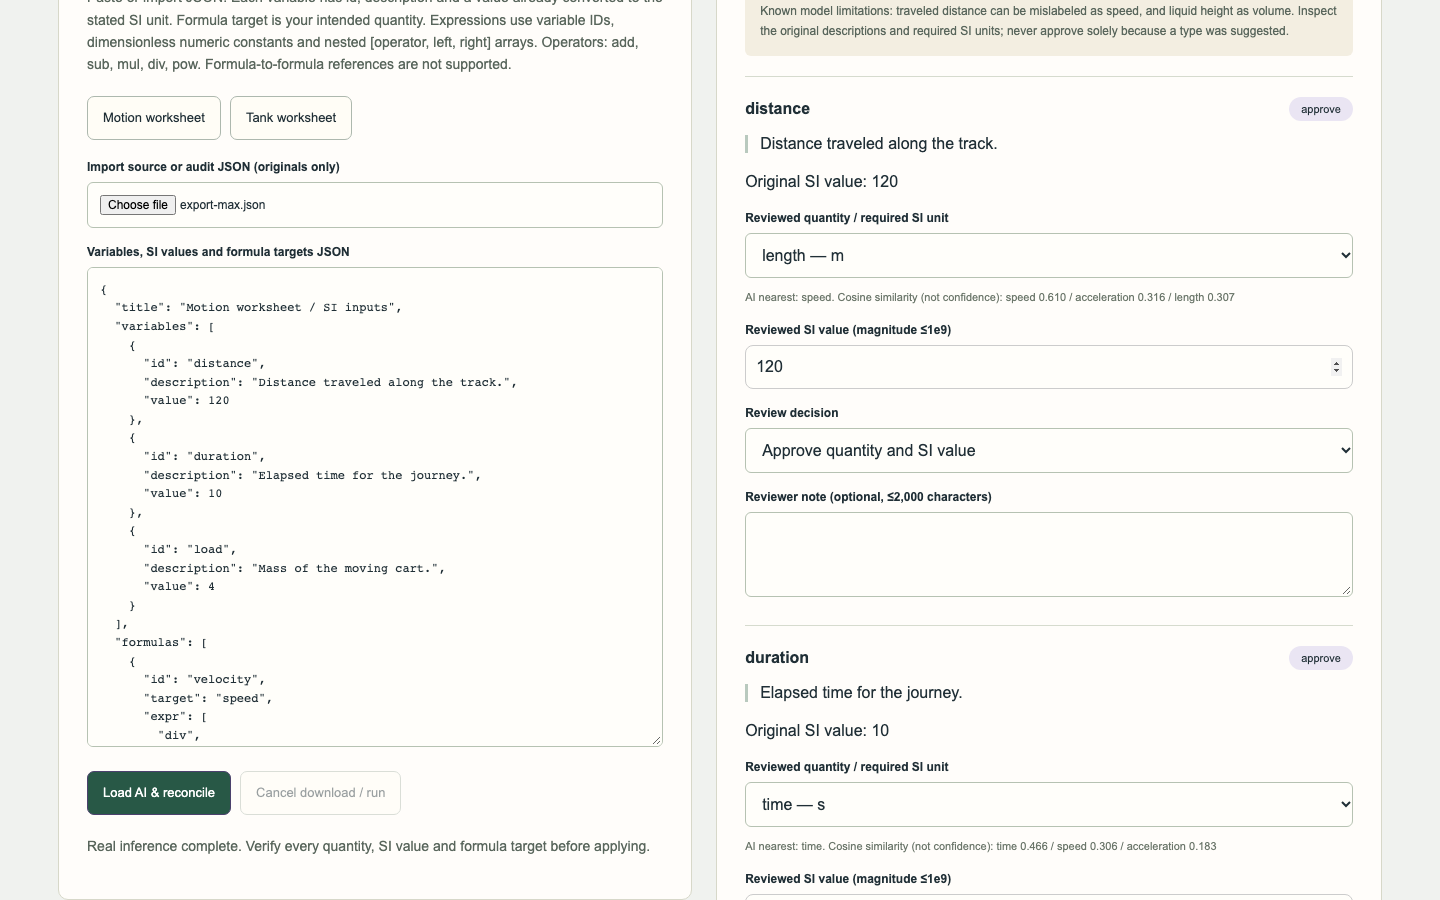 stated SI unit. Formula target is your intended quantity. Expressions use variable IDs,
dimensionless numeric constants and nested [operator, left, right] arrays. Operators: add,
sub, mul, div, pow. Formula-to-formula references are not supported.
Motion worksheet
Tank worksheet
Import source or audit JSON (originals only)
Choose file export-max.json
Variables, SI values and formula targets JSON
{
"title": "Motion worksheet / SI inputs",
"variables": [
{
"id": "distance",
"description": "Distance traveled along the track.",
"value": 120
},
{
"id": "duration",
"description": "Elapsed time for the journey.",
"value": 10
},
{
"id": "load",
"description": "Mass of the moving cart.",
"value": 4
}
],
"formulas": [
{
"id": "velocity",
"target": "speed",
"expr": [
"div",
Load AI & reconcile
Cancel download / run
Real inference complete. Verify every quantity, SI value and formula target before applying.
Known model limitations: traveled distance can be mislabeled as speed, and liquid height as volume. Inspect
the original descriptions and required SI units; never approve solely because a type was suggested.
distance
approve
Distance traveled along the track.
Original SI value: 120
Reviewed quantity / required SI unit
length — m
AI nearest: speed. Cosine similarity (not confidence): speed 0.610 / acceleration 0.316 / length 0.307
Reviewed SI value (magnitude ≤1e9)
120
Review decision
Approve quantity and SI value
Reviewer note (optional, ≤2,000 characters)
duration
approve
Elapsed time for the journey.
Original SI value: 10
Reviewed quantity / required SI unit
time — s
AI nearest: time. Cosine similarity (not confidence): time 0.466 / speed 0.306 / acceleration 0.183
Reviewed SI value (magnitude ≤1e9)